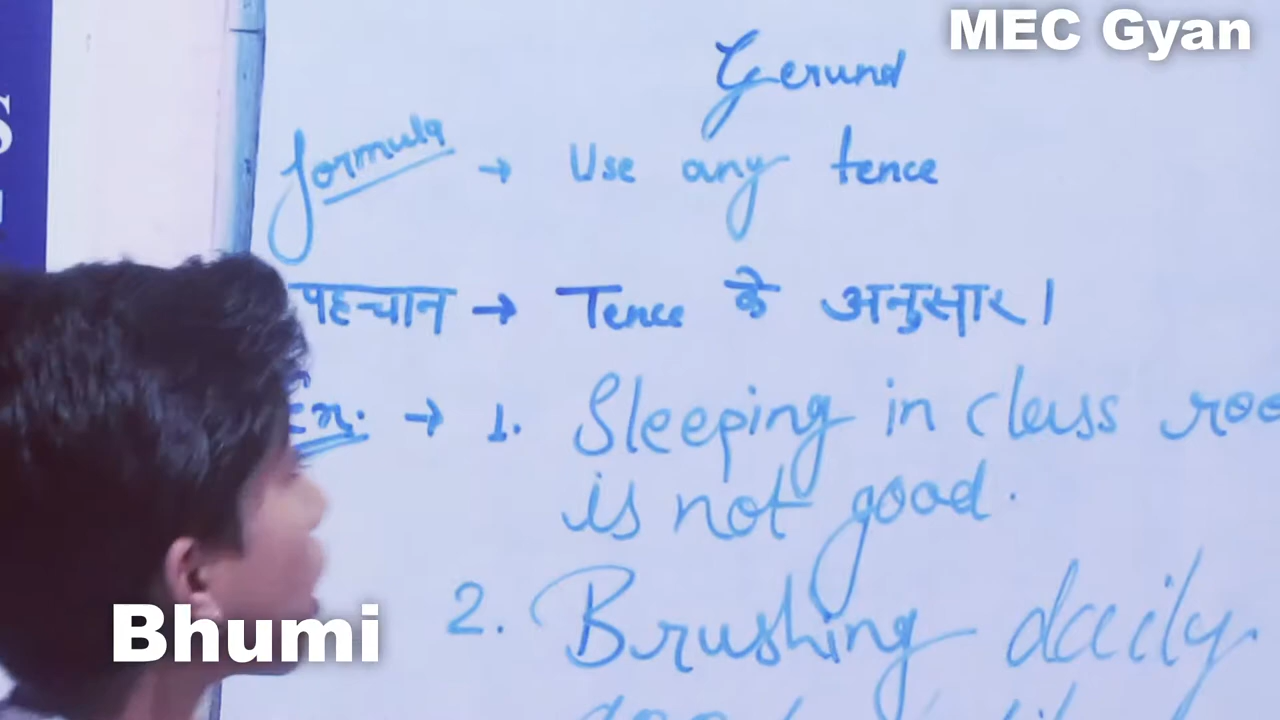 MEC Gyan
Gerund
formula → Use any tence
पहचान → Tence के अनुसार।
Ex. → 1. Sleeping in class
is not good.
2. Brushing daily
Bhumi